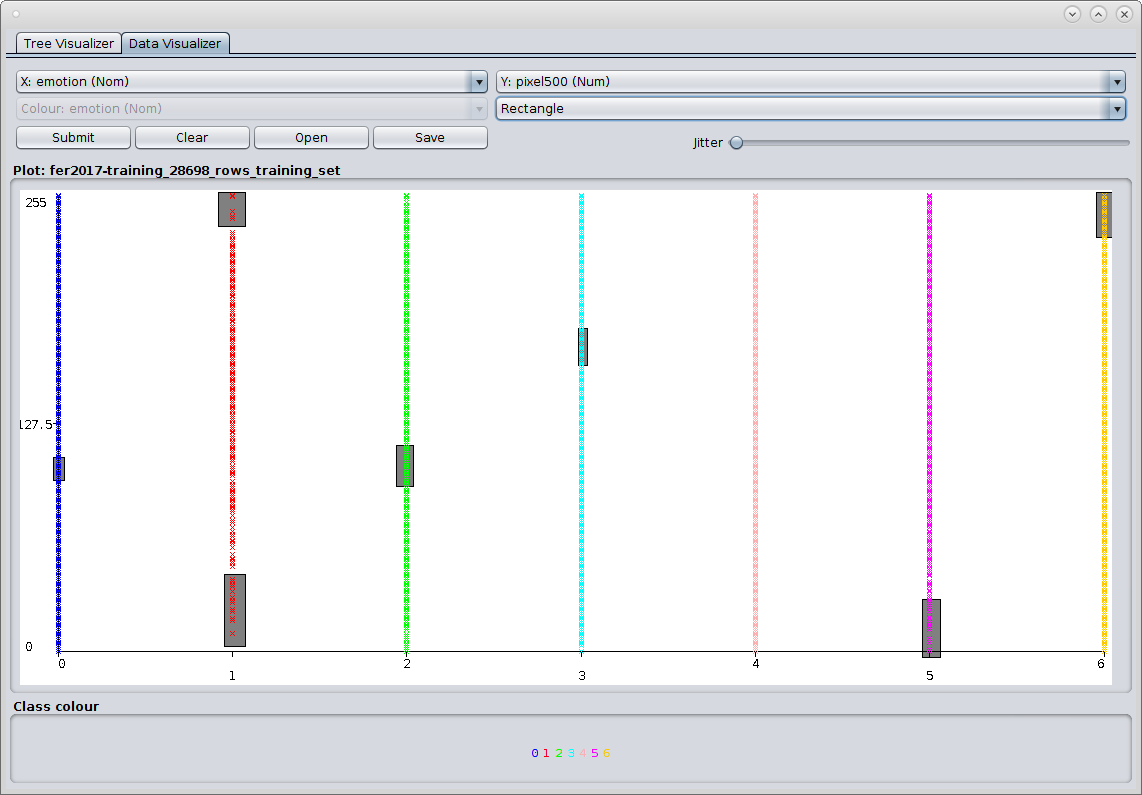 Tree Visualizer Data Visualizer
X: emotion (Nom) Y: pixel500 (Num)
Colour: emotion (Nom) Rectangle
Submit Clear Open Save Jitter
Plot: fer2017-training_28698_rows_training_set
255
127.5
0
0 2 4 6
1 3 5
Class colour
0 1 2 3 4 5 6